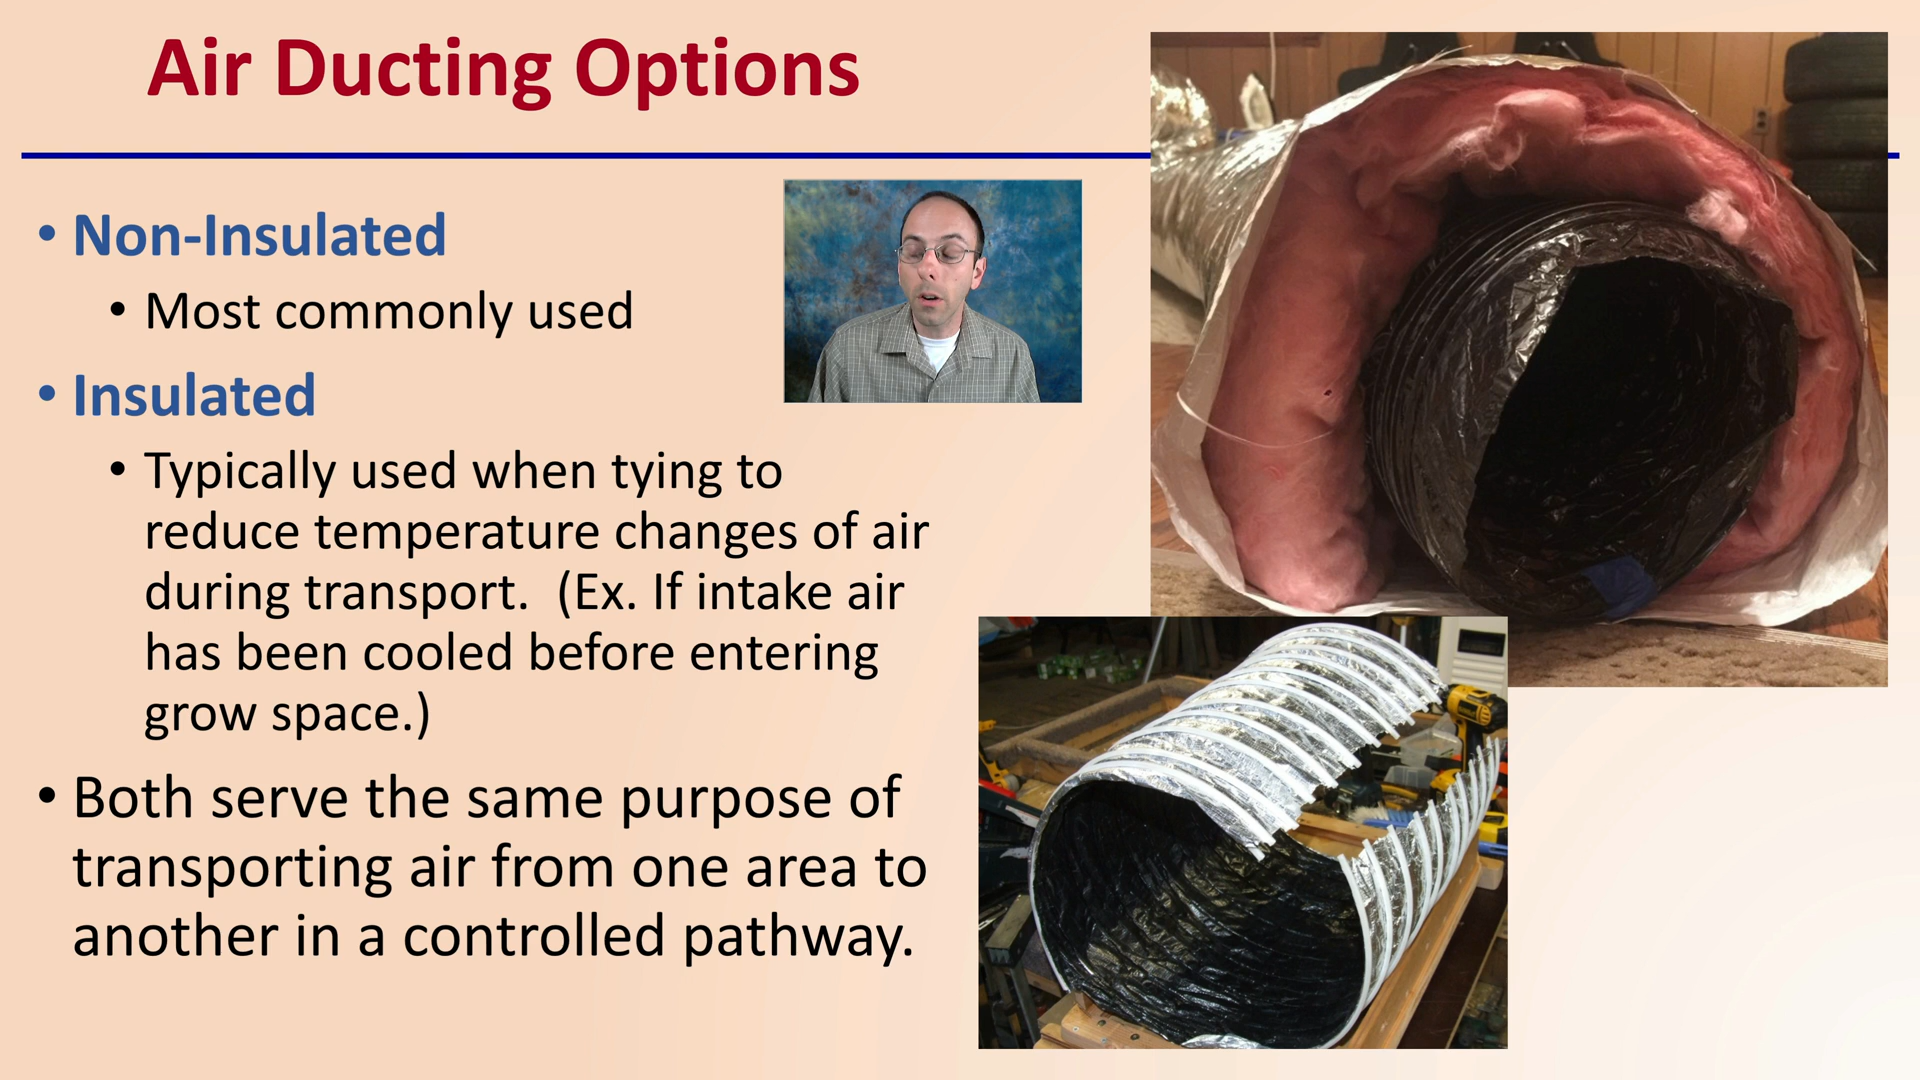 Air Ducting Options
• Non-Insulated
• Most commonly used
• Insulated
• Typically used when tying to
reduce temperature changes of air
during transport.  (Ex. If intake air
has been cooled before entering
grow space.)
• Both serve the same purpose of
transporting air from one area to
another in a controlled pathway.